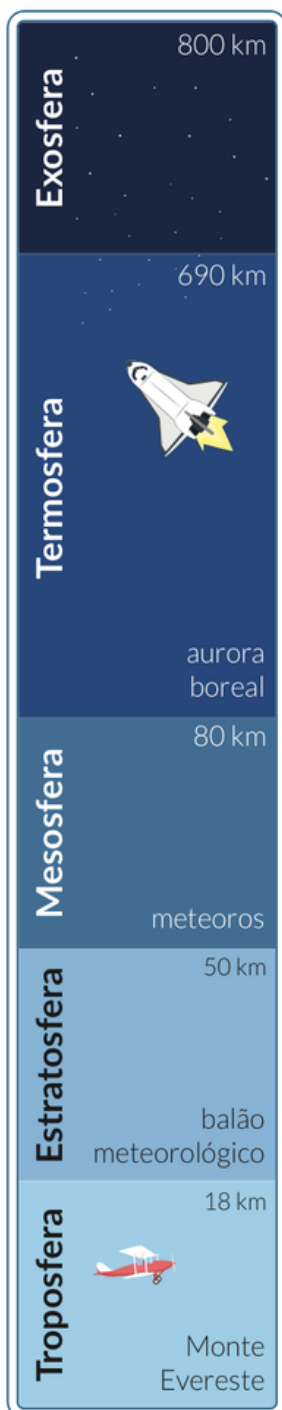 800 km
Exosfera
690 km
Termosfera
aurora
boreal
80 km
Mesosfera
meteoros
50 km
Estratosfera
balão
meteorológico
18 km
Troposfera
Monte
Evereste